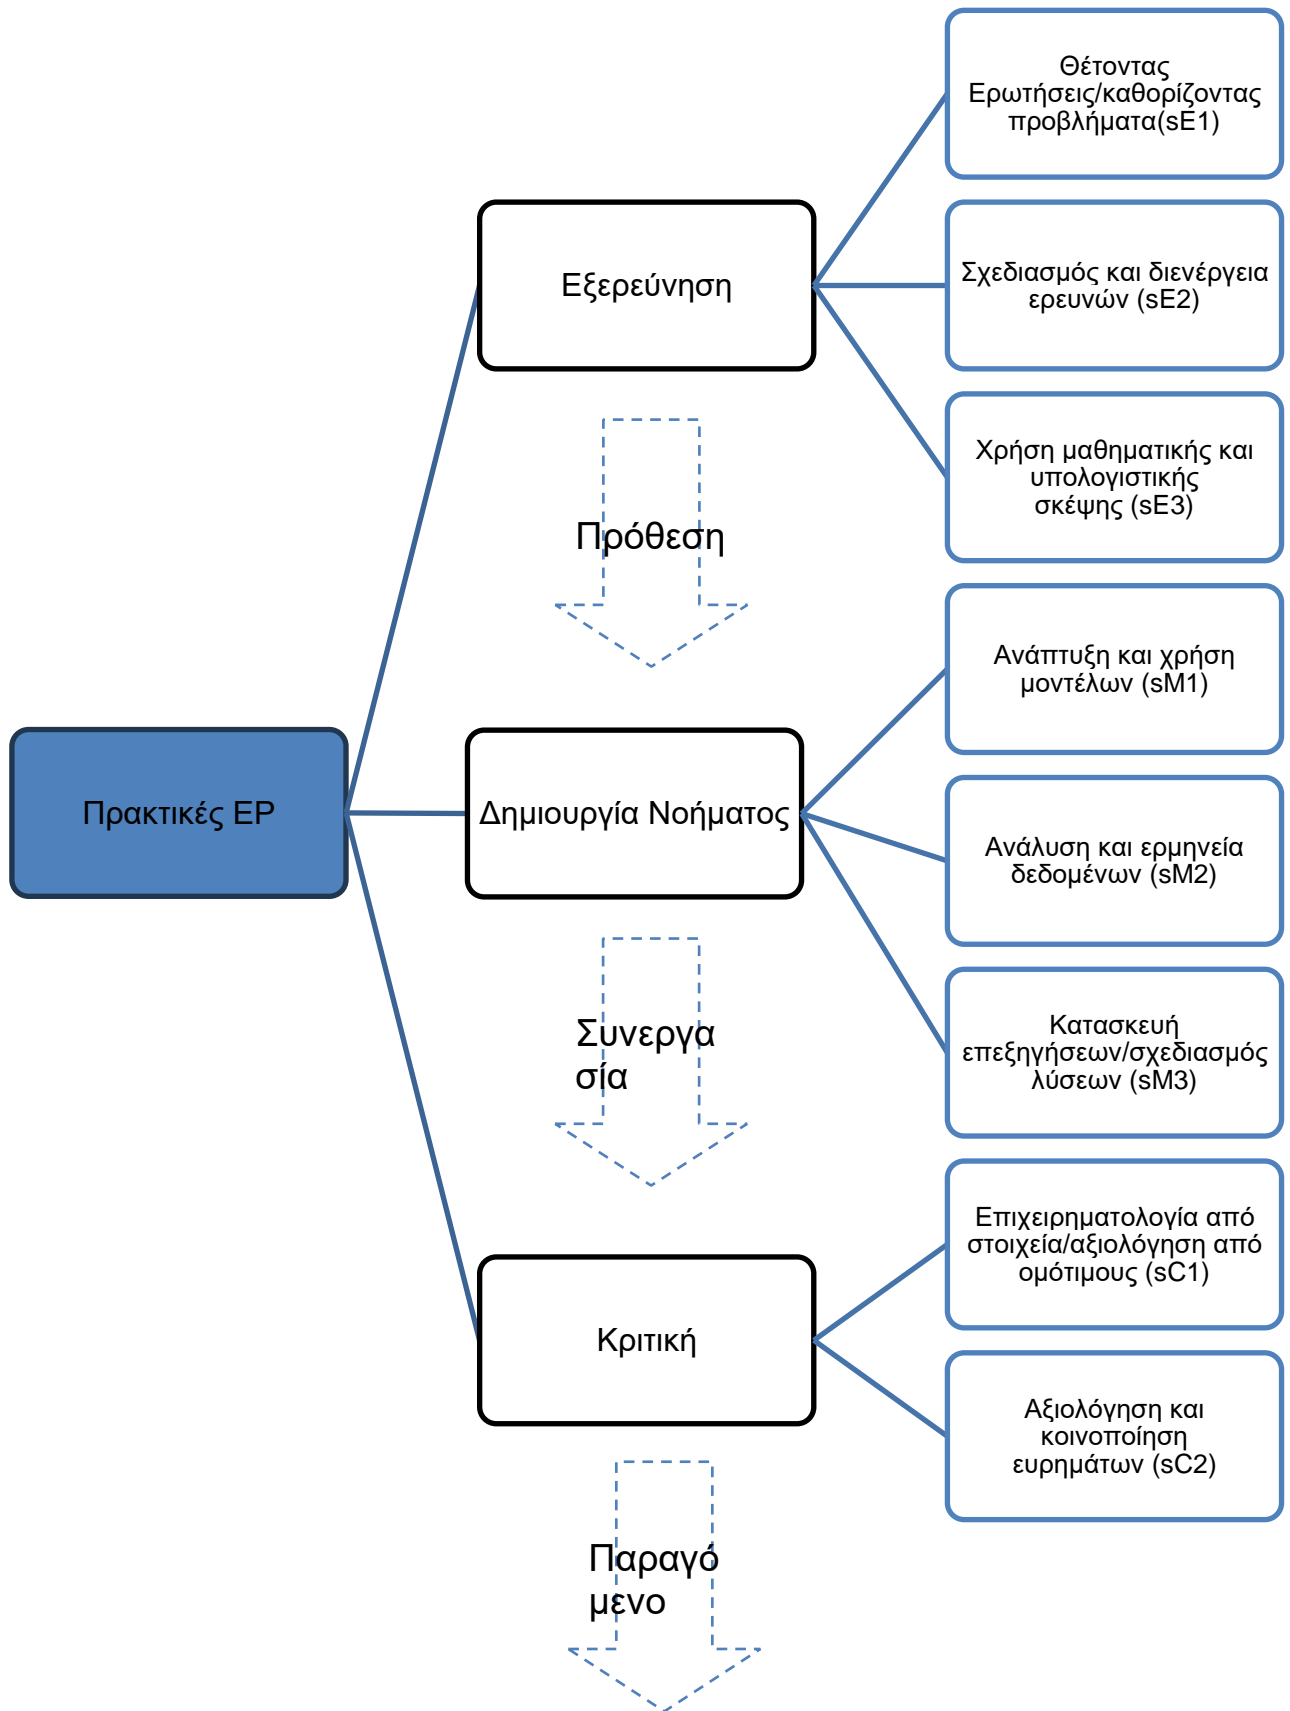 Θέτοντας
Ερωτήσεις/καθορίζοντας
προβλήματα(sE1)
Εξερεύνηση
Σχεδιασμός και διενέργεια
ερευνών (sE2)
Χρήση μαθηματικής και
υπολογιστικής
σκέψης (sE3)
Πρόθεση
Ανάπτυξη και χρήση
μοντέλων (sM1)
Πρακτικές ΕΡ
Δημιουργία Νοήματος
Ανάλυση και ερμηνεία
δεδομένων (sM2)
Συνεργα
σία
Κατασκευή
επεξηγήσεων/σχεδιασμός
λύσεων (sM3)
Επιχειρηματολογία από
στοιχεία/αξιολόγηση από
ομότιμους (sC1)
Κριτική
Αξιολόγηση και
κοινοποίηση
ευρημάτων (sC2)
Παραγό
μενο